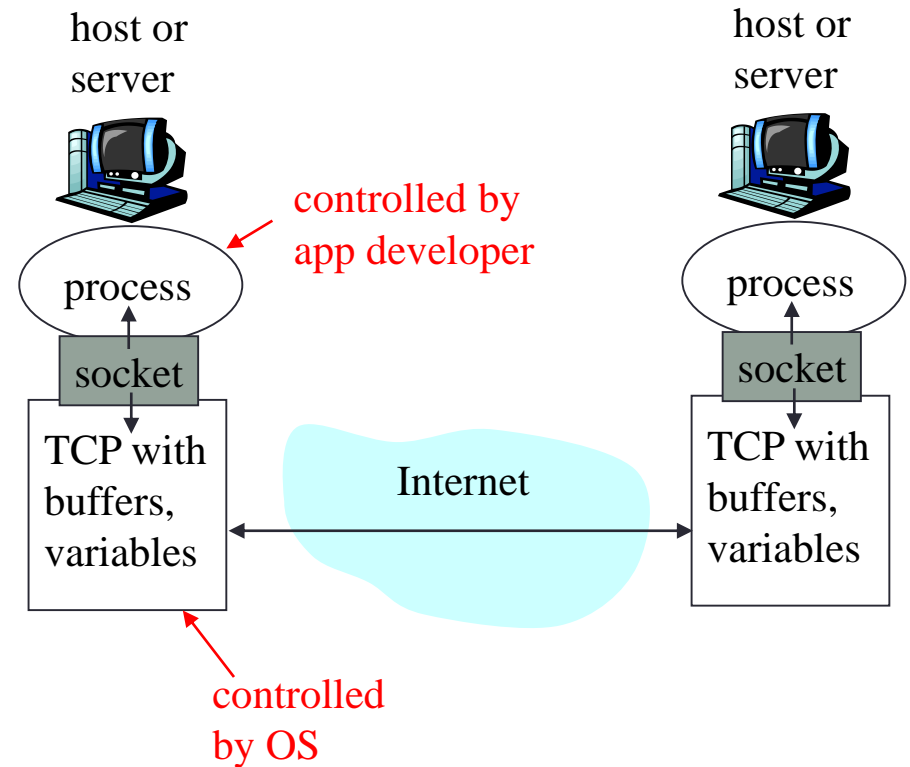 host or
server
host or
server
controlled by
app developer
process
process
socket
socket
TCP with
buffers,
variables
Internet
TCP with
buffers,
variables
controlled
by OS